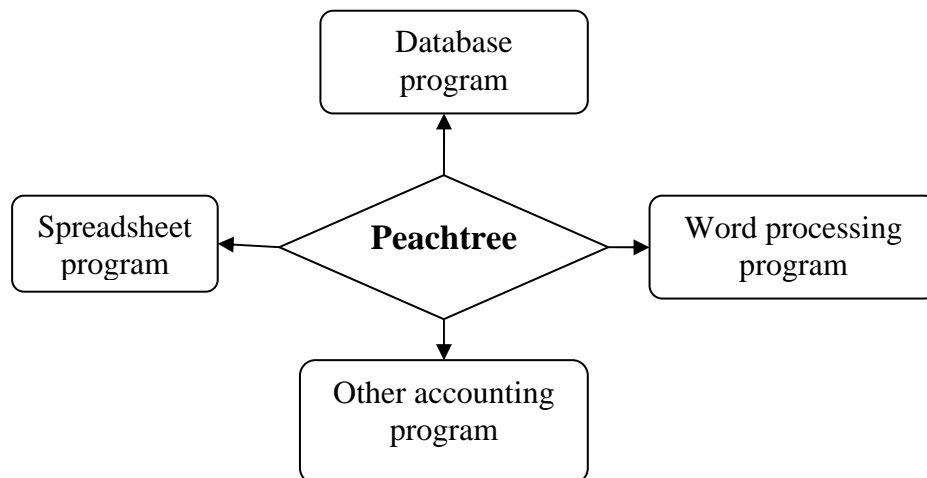 Database
program
Spreadsheet
program
Peachtree
Word processing
program
Other accounting
program